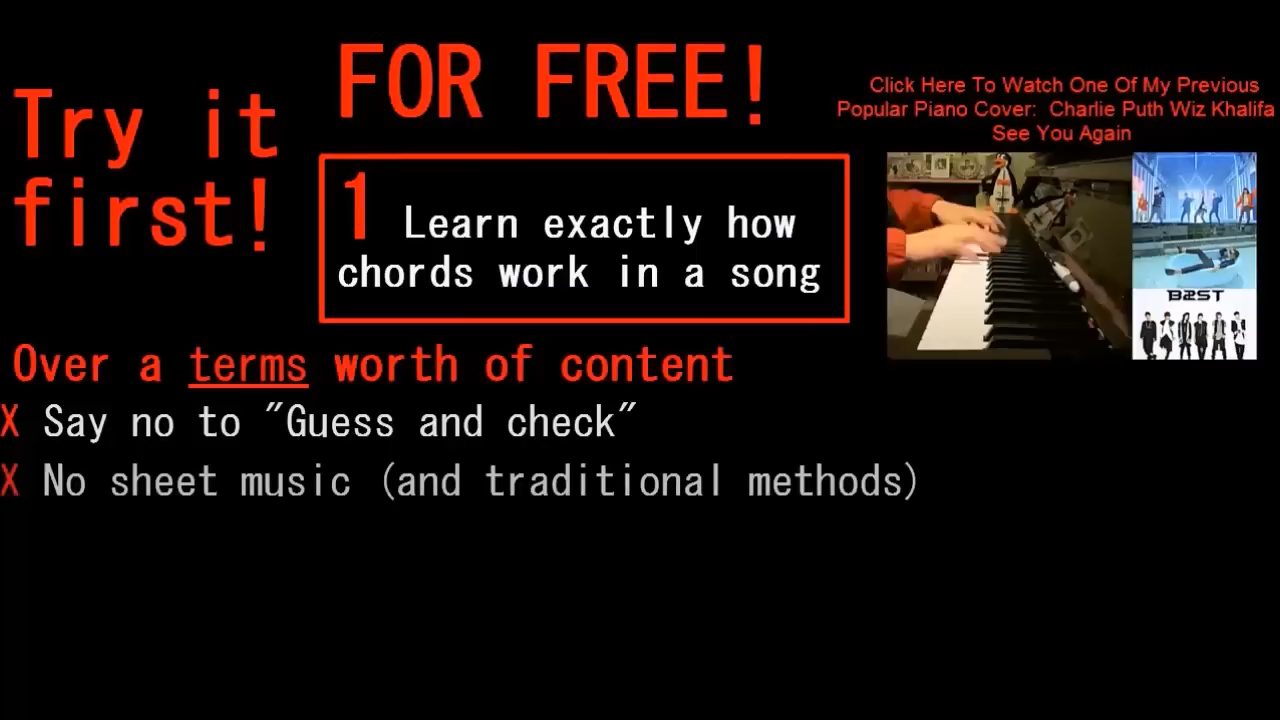 Try it
first!
FOR FREE!
1 Learn exactly how
chords work in a song
Click Here To Watch One Of My Previous
Popular Piano Cover: Charlie Puth Wiz Khalifa
See You Again
B2ST
Over a terms worth of content
X Say no to "Guess and check"
X No sheet music (and traditional methods)